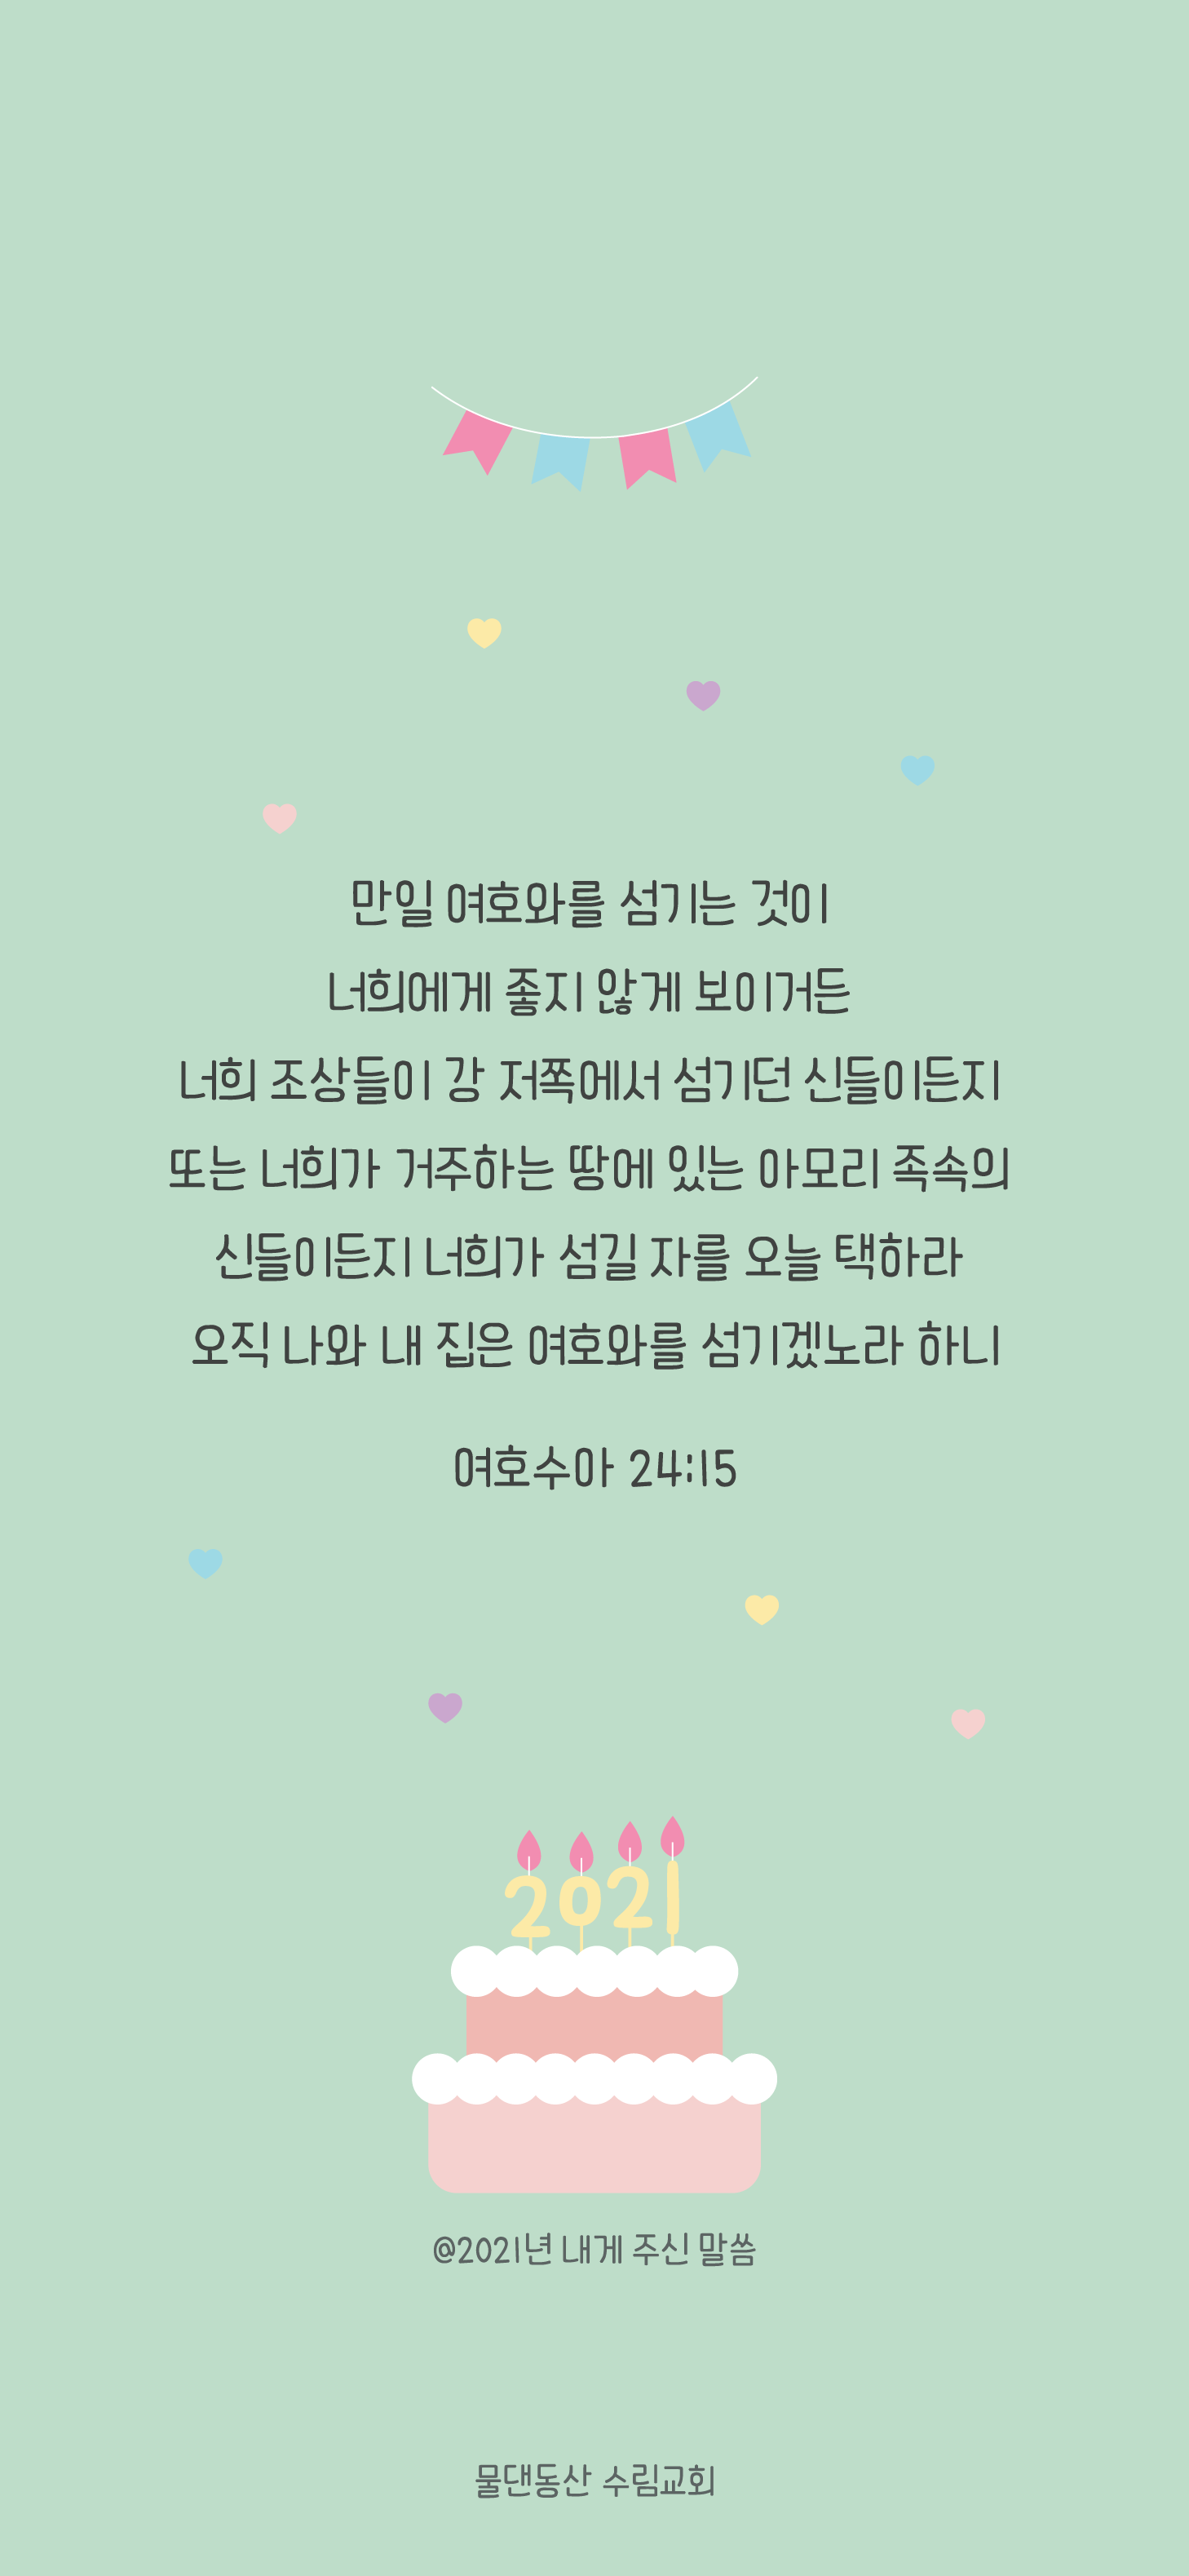 만일 여호와를 섬기는 것이
너희에게 좋지 않게 보이거든
너희 조상들이 강 저쪽에서 섬기던 신들이든지
또는 너희가 거주하는 땅에 있는 아모리 족속의
신들이든지 너희가 섬길 자를 오늘 택하라
오직 나와 내 집은 여호와를 섬기겠노라 하니
여호수아 24:15
2021
@2021년 내게 주신 말씀
물댄동산 수림교회